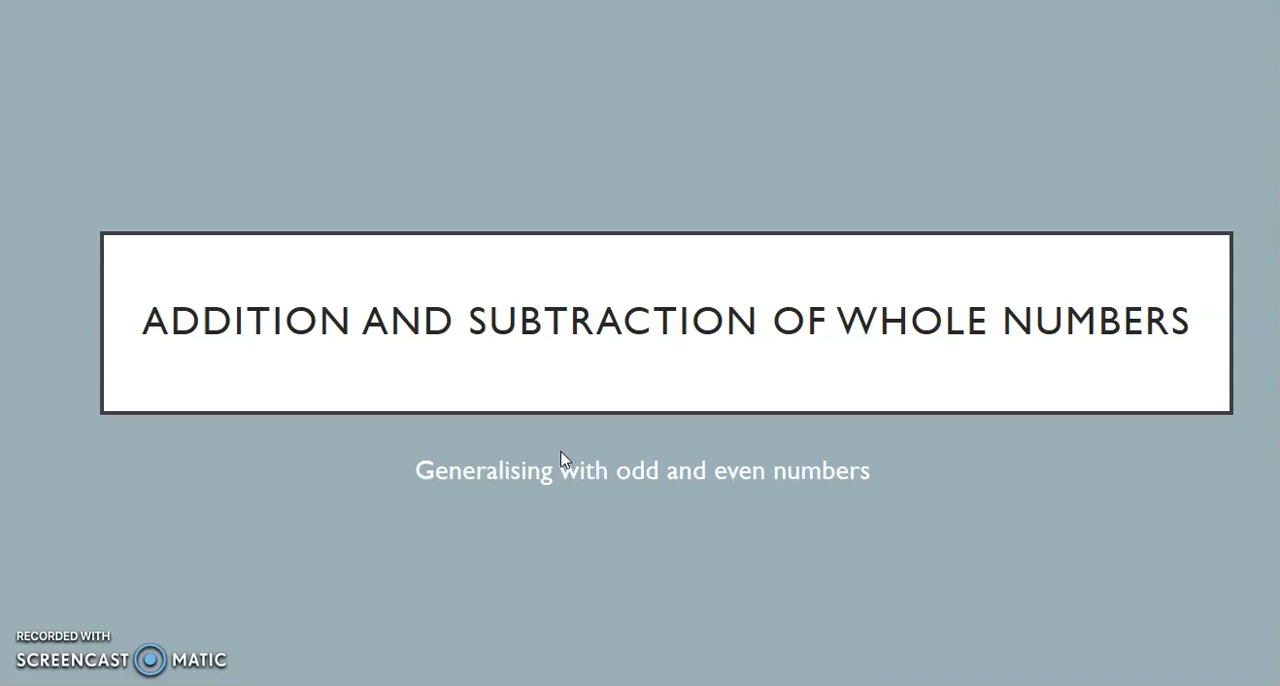 ADDITION AND SUBTRACTION OF WHOLE NUMBERS
Generalising with odd and even numbers
RECORDED WITH
SCREENCAST MATIC